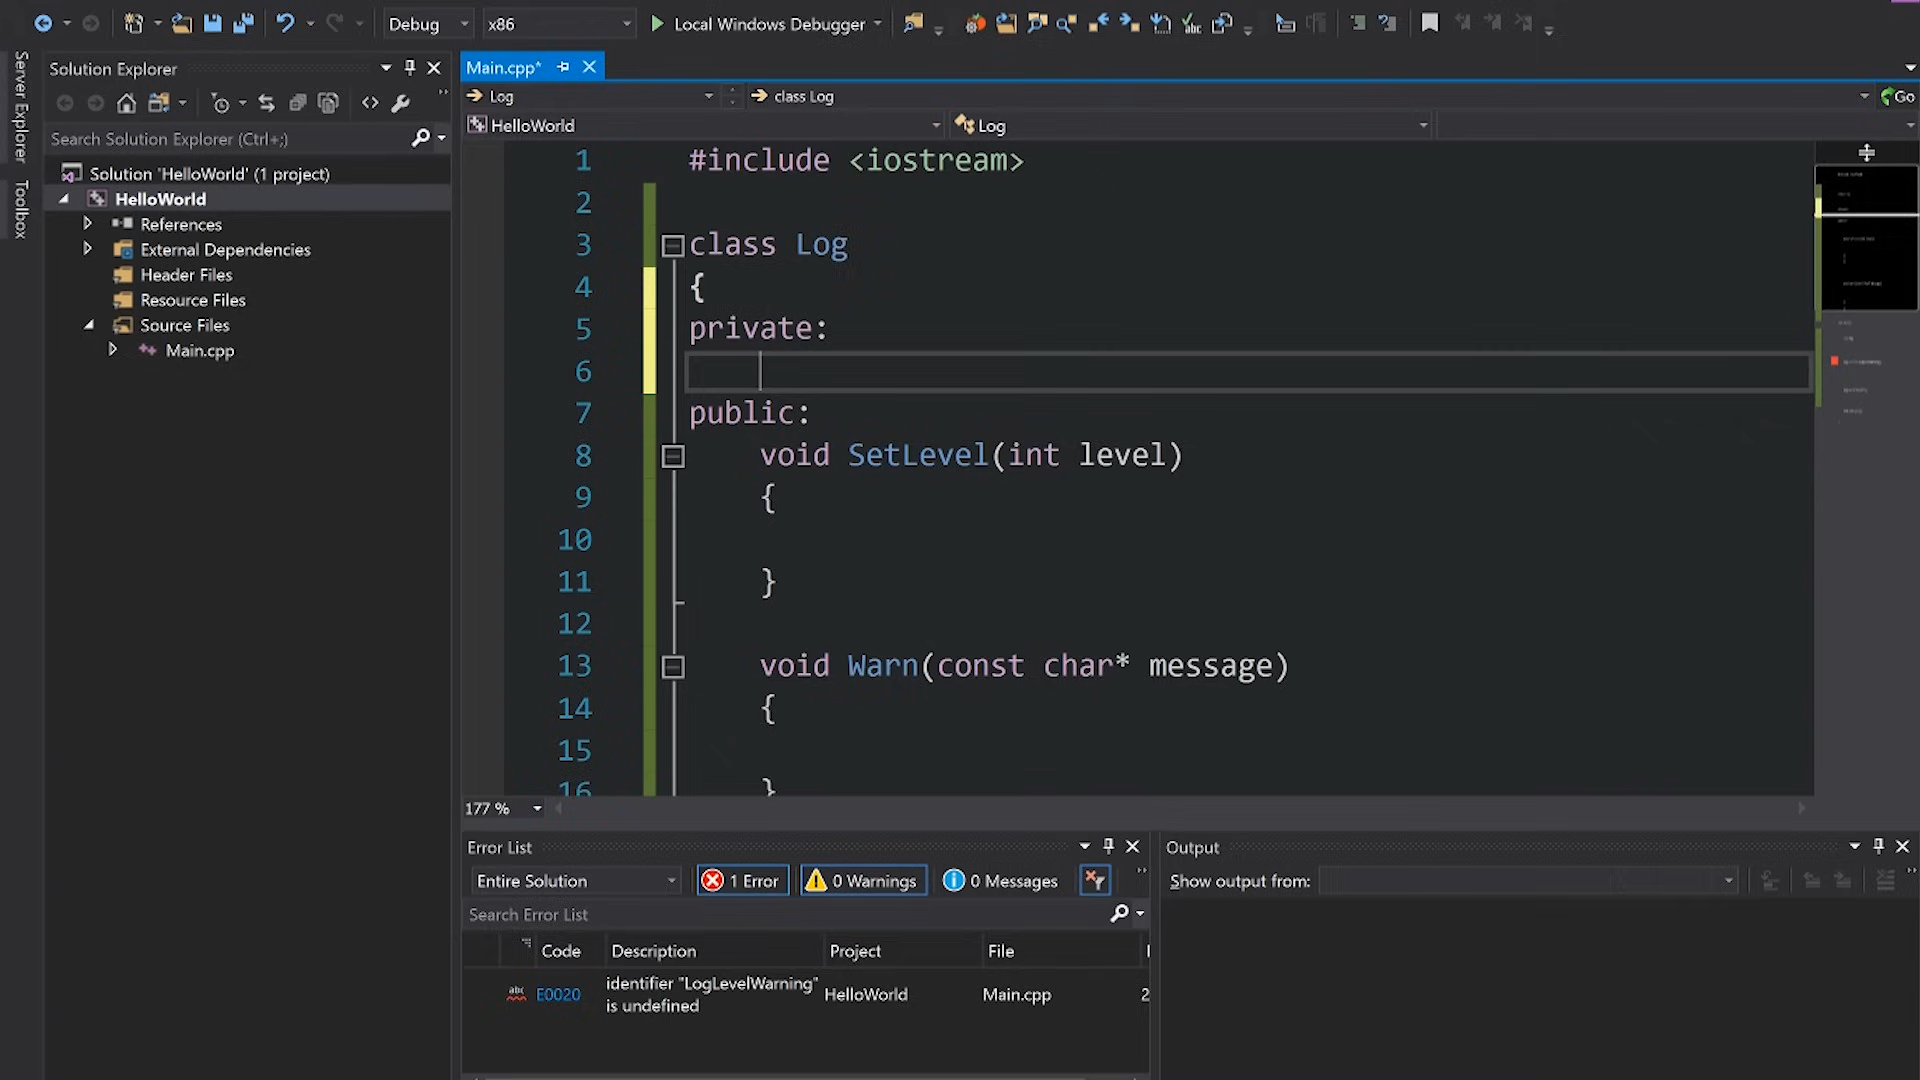 Debug
x86
Local Windows Debugger
Server Explorer
Toolbox
Solution Explorer
Search Solution Explorer (Ctrl+;)
Solution 'HelloWorld' (1 project)
HelloWorld
References
External Dependencies
Header Files
Resource Files
Source Files
Main.cpp
Main.cpp*
Log
class Log
Go
HelloWorld
Log
1 #include <iostream>
2
3 class Log
4 {
5 private:
6
7 public:
8 void SetLevel(int level)
9 {
10
11 }
12
13 void Warn(const char* message)
14 {
15
16 }
177 %
Error List
Entire Solution
1 Error
0 Warnings
0 Messages
Search Error List
Code Description Project File
abc E0020 identifier "LogLevelWarning" is undefined HelloWorld Main.cpp 2
Output
Show output from: